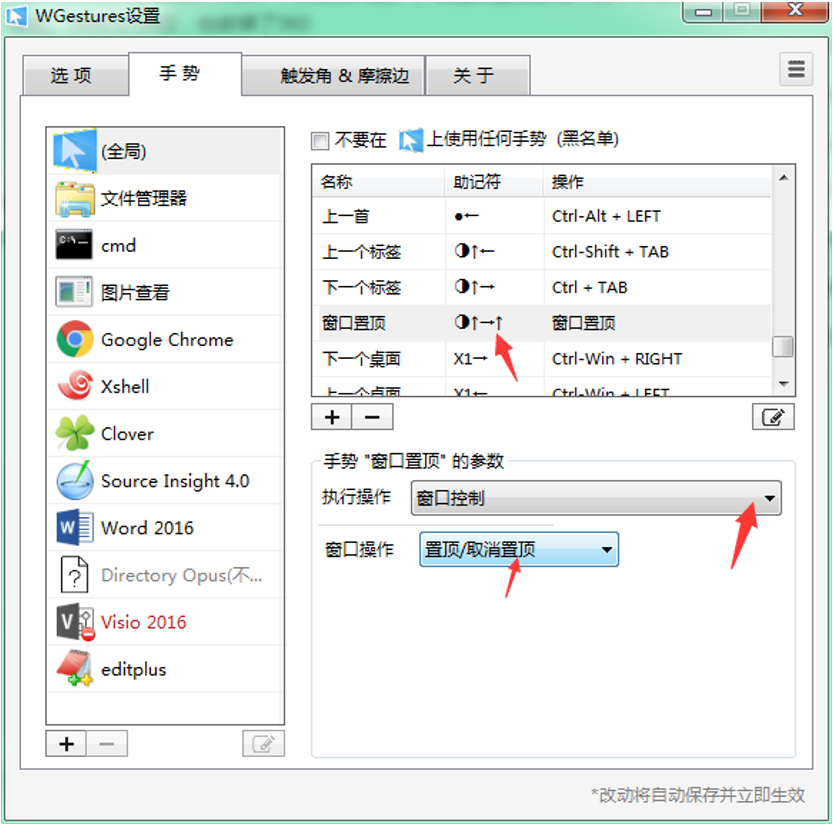 WGestures设置
选 项
手 势
触发角 & 摩擦边
关 于
(全局)
文件管理器
cmd
图片查看
Google Chrome
Xshell
Clover
Source Insight 4.0
Word 2016
Directory Opus(不...
Visio 2016
editplus
不要在 上使用任何手势 (黑名单)
名称 助记符 操作
上一首 ●← Ctrl-Alt + LEFT
上一个标签 ◑↑← Ctrl-Shift + TAB
下一个标签 ◑↑→ Ctrl + TAB
窗口置顶 ◑↑→↑ 窗口置顶
下一个桌面 X1→ Ctrl-Win + RIGHT
上一个桌面 X1← Ctrl-Win + LEFT
手势 "窗口置顶" 的参数
执行操作 窗口控制
窗口操作 置顶/取消置顶
*改动将自动保存并立即生效